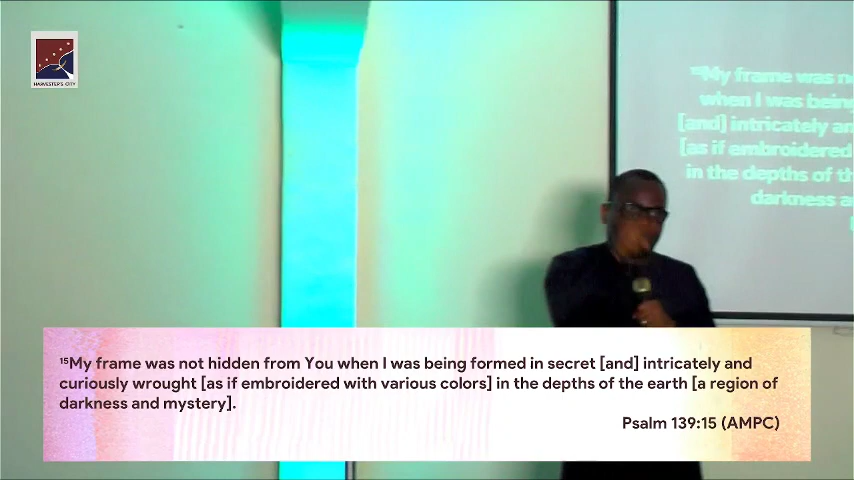 HARVESTER'S CITY
¹⁵My frame was no
when I was being
[and] intricately an
[as if embroidered
in the depths of th
darkness a
[
¹⁵My frame was not hidden from You when I was being formed in secret [and] intricately and
curiously wrought [as if embroidered with various colors] in the depths of the earth [a region of
darkness and mystery].
Psalm 139:15 (AMPC)